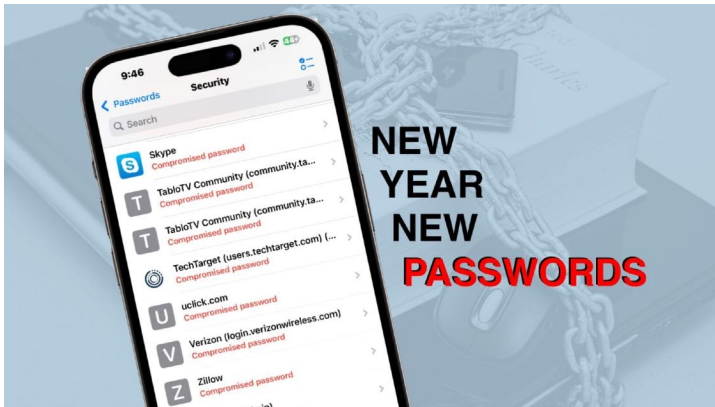 9:46
44
Passwords
Security
Search
S
Skype
Compromised password
T
TabloTV Community (community.ta...
Compromised password
T
TabloTV Community (community.ta...
Compromised password
TechTarget (users.techtarget.com) (...
Compromised password
U
uclick.com
Compromised password
V
Verizon (login.verizonwireless.com)
Compromised password
Z
Zillow
Compromised password
NEW
YEAR
NEW
PASSWORDS
Charles